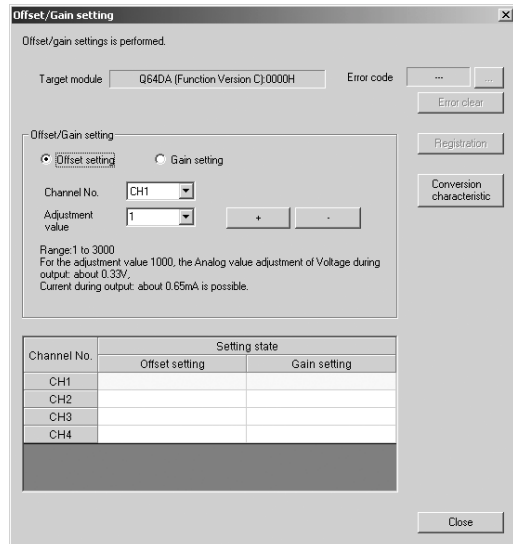 Offset/Gain setting
Offset/gain settings is performed.
Target module Q64DA (Function Version C):0000H Error code --- ...
Error clear
Offset/Gain setting
Registration
Offset setting Gain setting
Channel No. CH1
Conversion
characteristic
Adjustment
value
1 + -
Range:1 to 3000
For the adjustment value 1000, the Analog value adjustment of Voltage during
output: about 0.33V,
Current during output: about 0.65mA is possible.
Channel No. Setting state
Offset setting Gain setting
CH1
CH2
CH3
CH4
Close